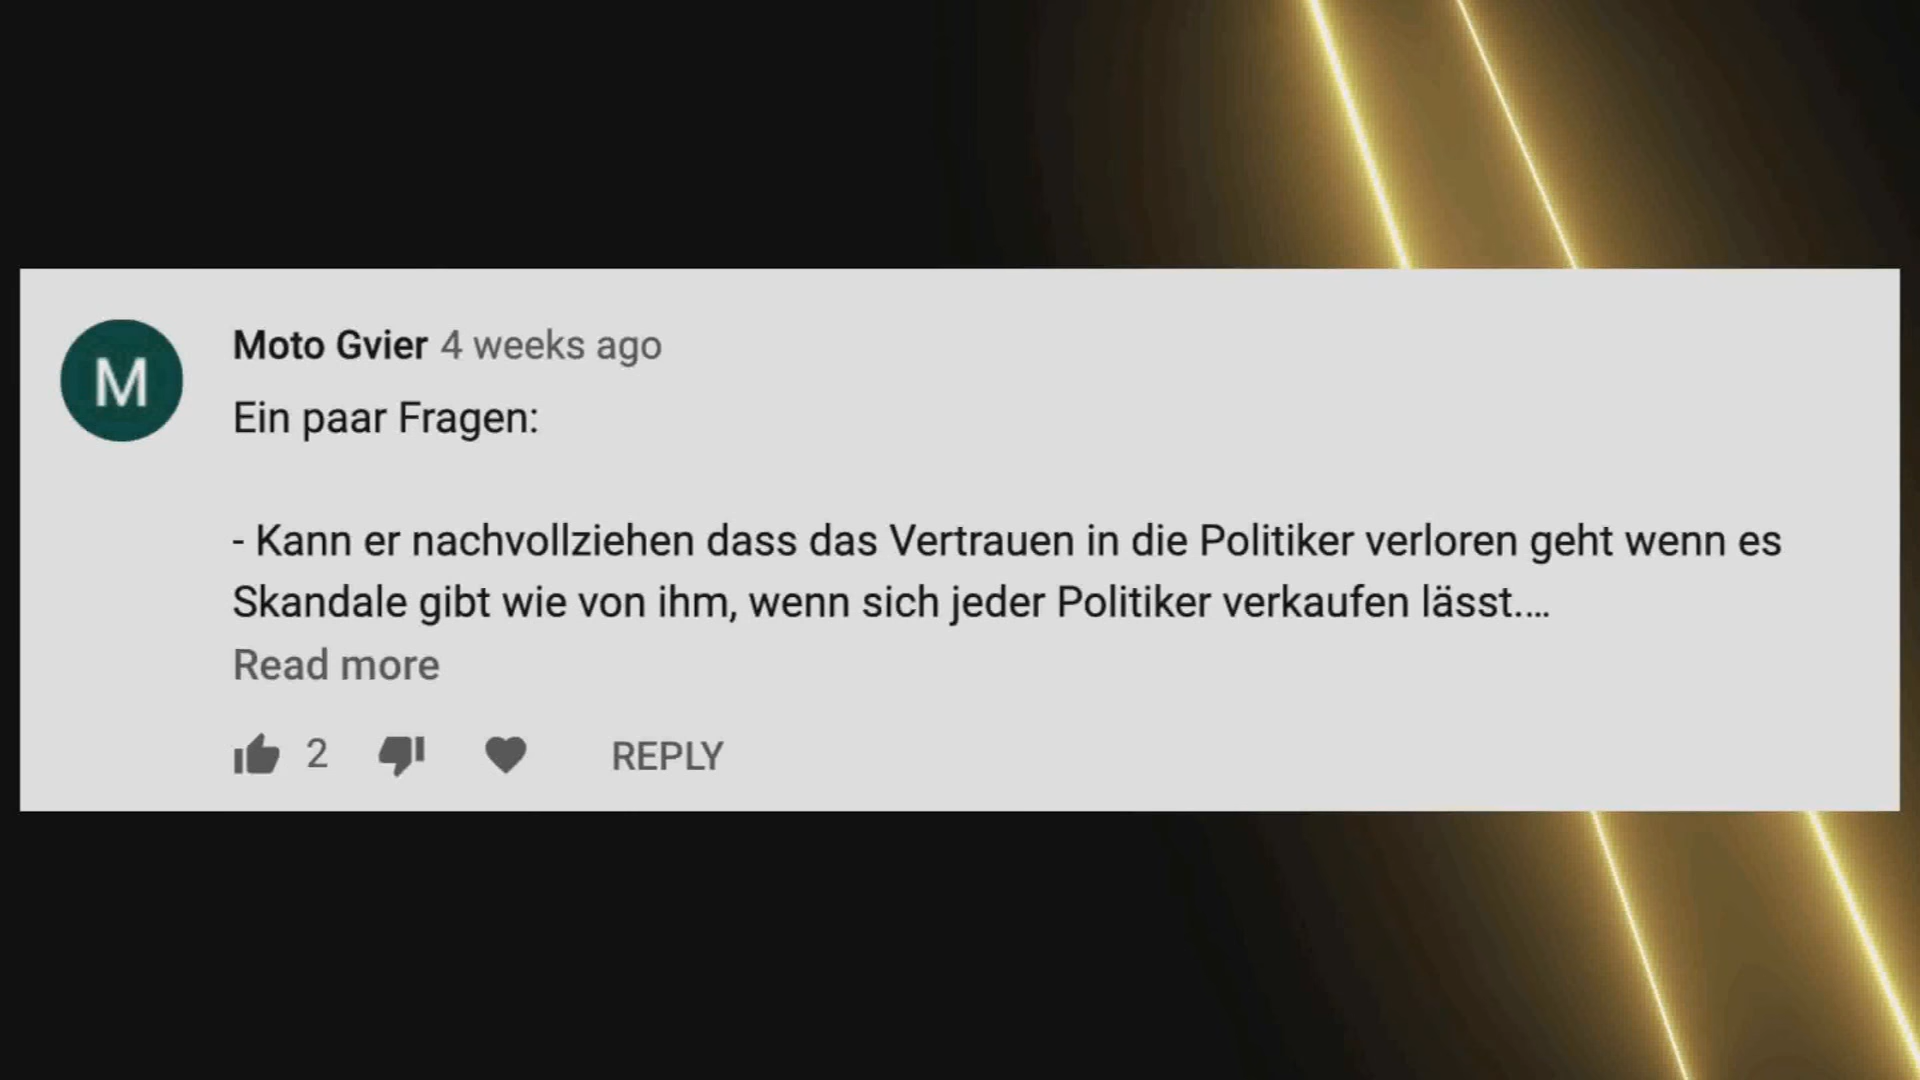 M
Moto Gvier 4 weeks ago
Ein paar Fragen:
- Kann er nachvollziehen dass das Vertrauen in die Politiker verloren geht wenn es
Skandale gibt wie von ihm, wenn sich jeder Politiker verkaufen lässt....
Read more
2 REPLY